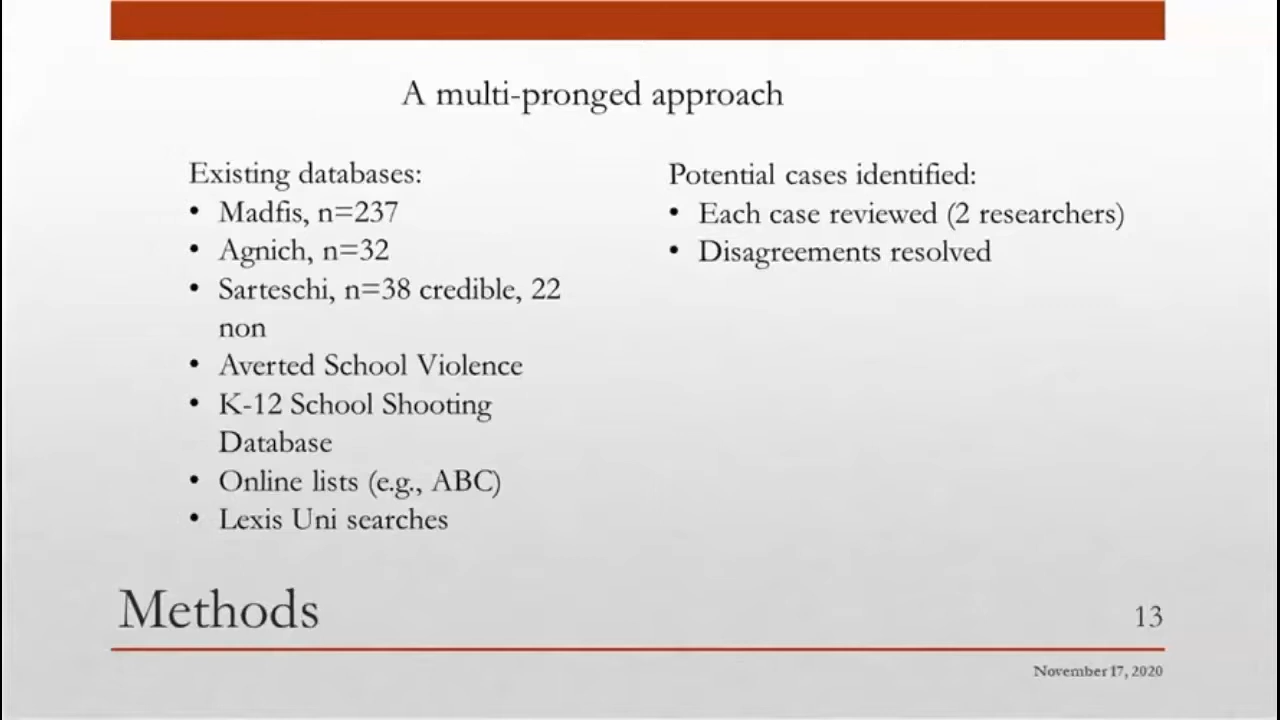 A multi-pronged approach
Existing databases:
• Madfis, n=237
• Agnich, n=32
• Sarteschi, n=38 credible, 22
non
• Averted School Violence
• K-12 School Shooting
Database
• Online lists (e.g., ABC)
• Lexis Uni searches
Potential cases identified:
• Each case reviewed (2 researchers)
• Disagreements resolved
Methods
13
November 17, 2020